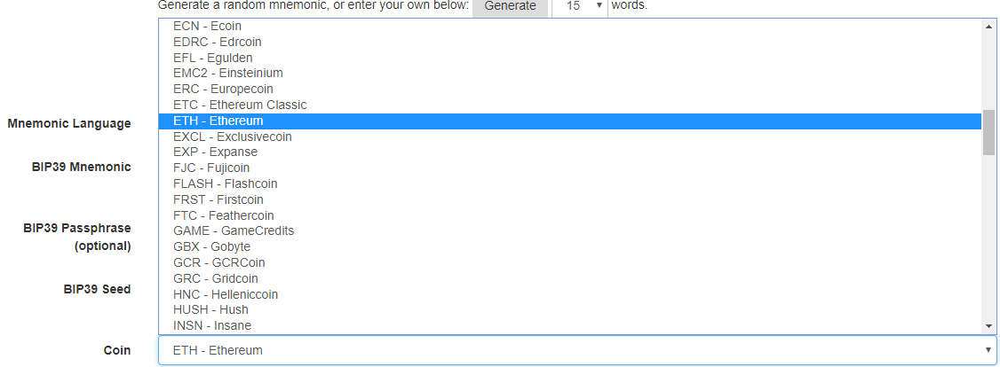 Generate a random mnemonic, or enter your own below: Generate 15 words.
ECN - Ecoin
EDRC - Edrcoin
EFL - Egulden
EMC2 - Einsteinium
ERC - Europecoin
ETC - Ethereum Classic
Mnemonic Language
ETH - Ethereum
EXCL - Exclusivecoin
EXP - Expanse
BIP39 Mnemonic
FJC - Fujicoin
FLASH - Flashcoin
FRST - Firstcoin
FTC - Feathercoin
BIP39 Passphrase
(optional)
GAME - GameCredits
GBX - Gobyte
GCR - GCRCoin
GRC - Gridcoin
BIP39 Seed
HNC - Helleniccoin
HUSH - Hush
INSN - Insane
Coin
ETH - Ethereum